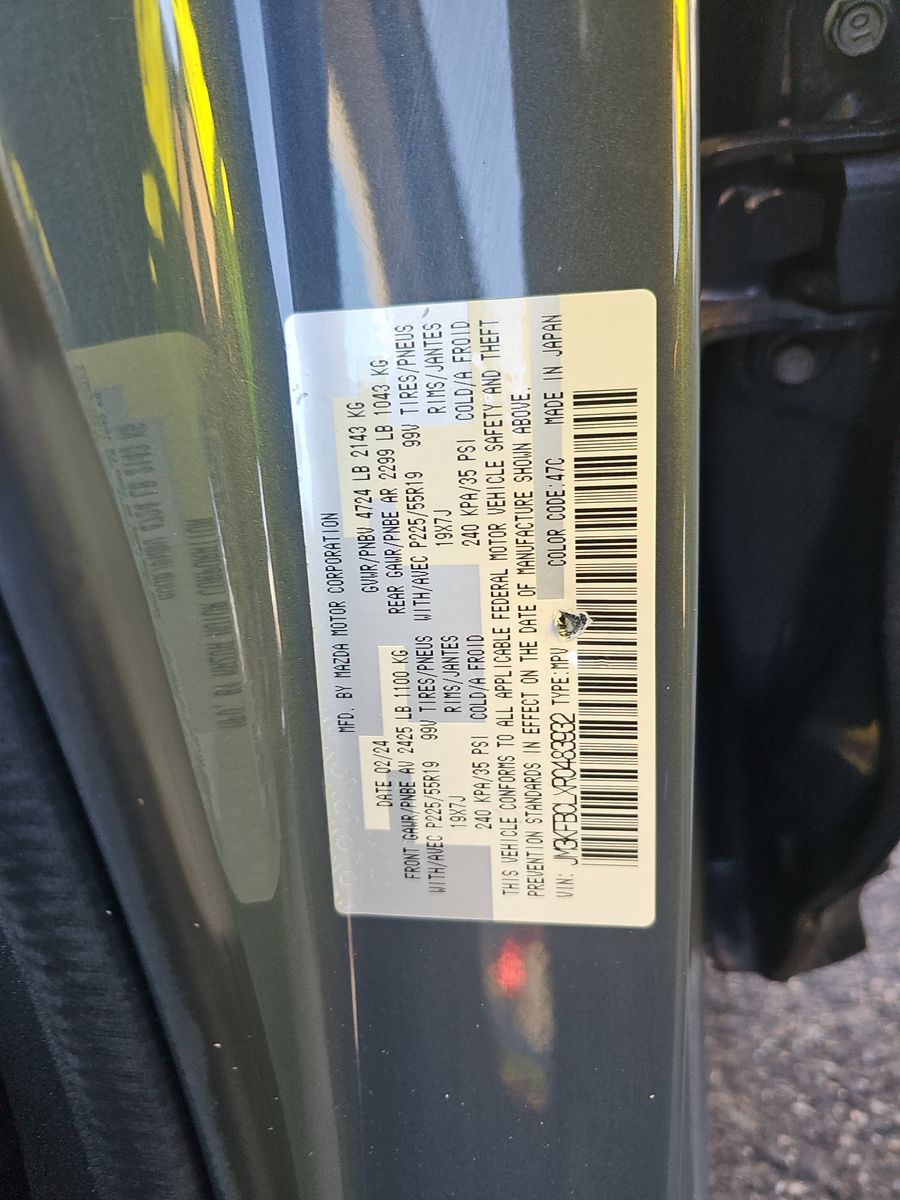 MFD. BY MAZDA MOTOR CORPORATION
DATE 02/24 GVWR/PNBV 4724 LB 2143 KG
FRONT GAWR/PNBE AV 2425 LB 1100 KG REAR GAWR/PNBE AR 2299 LB 1043 KG
WITH/AVEC P225/55R19 99V TIRES/PNEUS WITH/AVEC P225/55R19 99V TIRES/PNEUS
19X7J RIMS/JANTES 19X7J RIMS/JANTES
240 KPA/35 PSI COLD/A FROID 240 KPA/35 PSI COLD/A FROID
THIS VEHICLE CONFORMS TO ALL APPLICABLE FEDERAL MOTOR VEHICLE SAFETY AND THEFT
PREVENTION STANDARDS IN EFFECT ON THE DATE OF MANUFACTURE SHOWN ABOVE.
VIN: JM3KFBCLXR0483932 TYPE:MPV COLOR CODE:47C MADE IN JAPAN
10